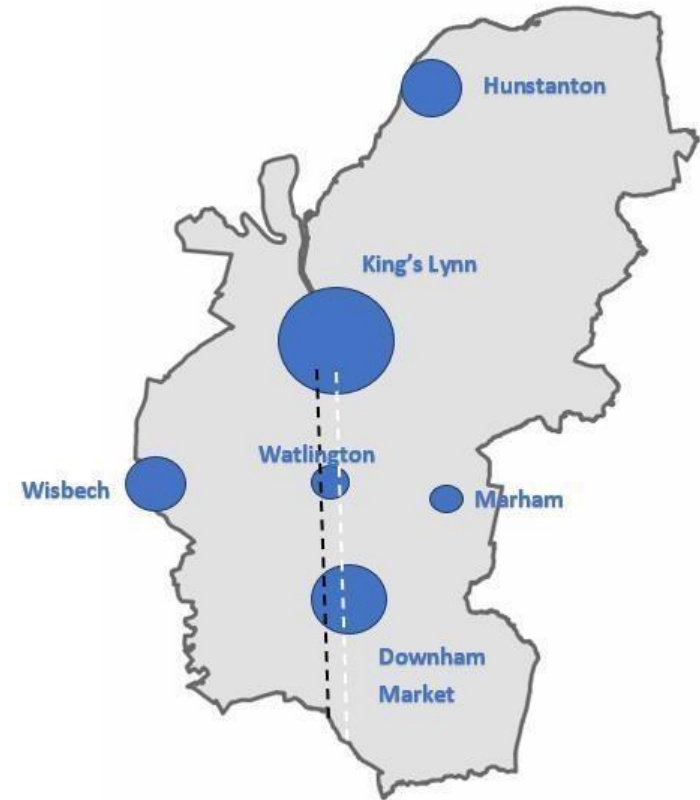 Hunstanton
King's Lynn
Watlington
Wisbech
Marham
Downham
Market